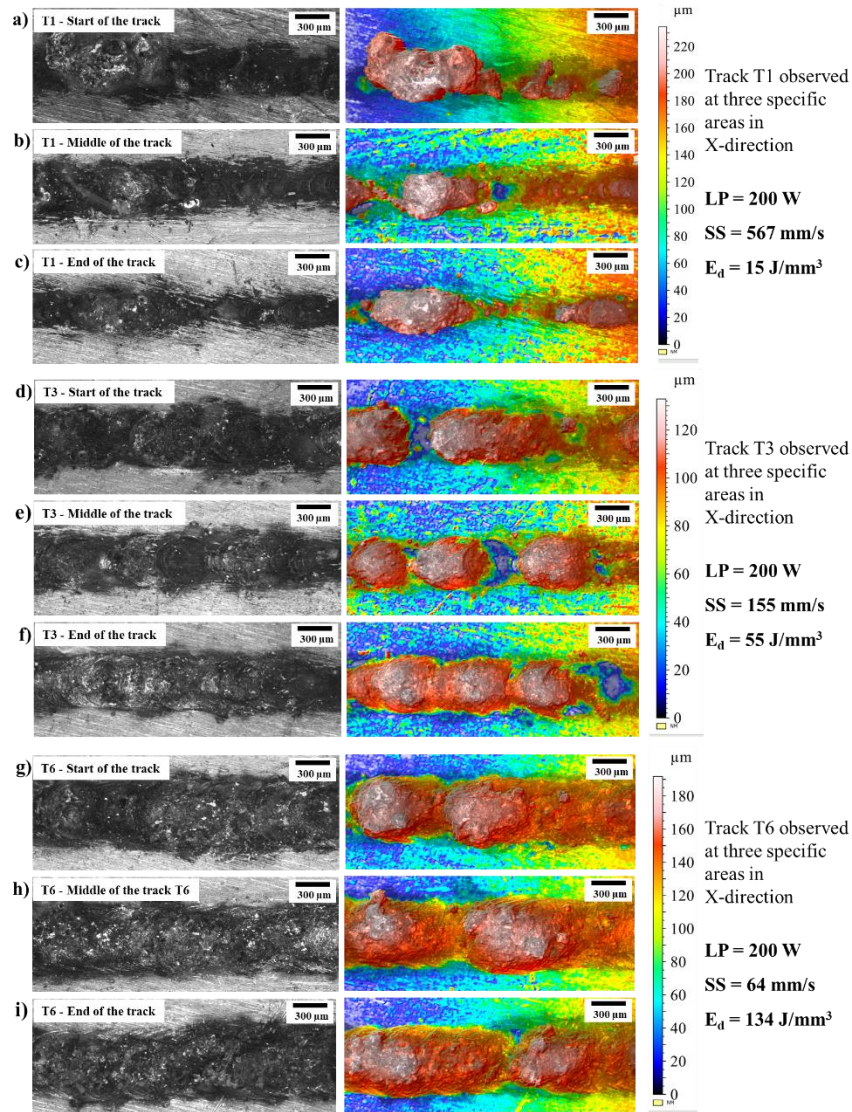 a)
T1 - Start of the track
300 µm
300 µm
b)
T1 - Middle of the track
300 µm
300 µm
c)
T1 - End of the track
300 µm
300 µm
µm
220
200
180
160
140
120
100
80
60
40
20
0
NM
Track T1 observed
at three specific
areas in
X-direction
LP = 200 W
SS = 567 mm/s
E_d = 15 J/mm³
d)
T3 - Start of the track
300 µm
300 µm
e)
T3 - Middle of the track
300 µm
300 µm
f)
T3 - End of the track
300 µm
300 µm
µm
120
100
80
60
40
20
0
NM
Track T3 observed
at three specific
areas in
X-direction
LP = 200 W
SS = 155 mm/s
E_d = 55 J/mm³
g)
T6 - Start of the track
300 µm
300 µm
h)
T6 - Middle of the track T6
300 µm
300 µm
i)
T6 - End of the track
300 µm
300 µm
µm
180
160
140
120
100
80
60
40
20
0
NM
Track T6 observed
at three specific
areas in
X-direction
LP = 200 W
SS = 64 mm/s
E_d = 134 J/mm³